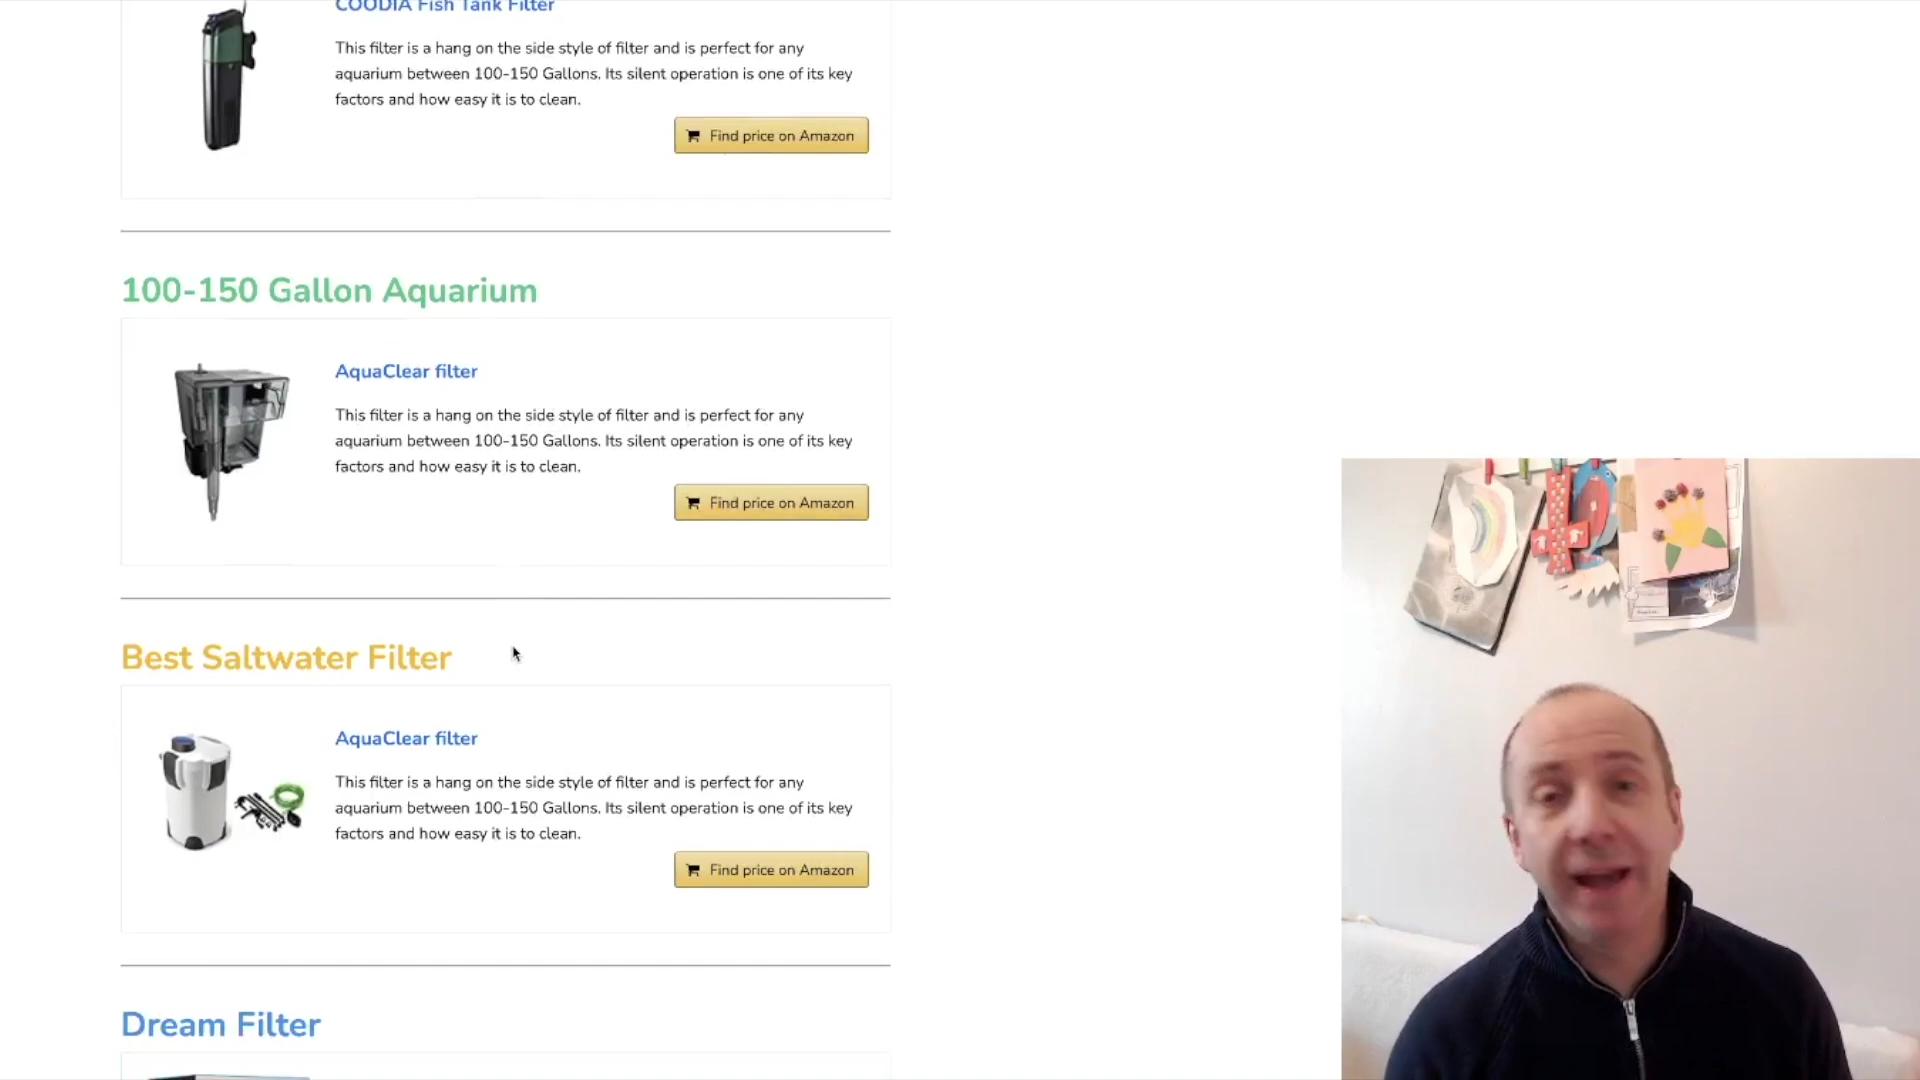 COODIA Fish Tank Filter
This filter is a hang on the side style of filter and is perfect for any
aquarium between 100-150 Gallons. Its silent operation is one of its key
factors and how easy it is to clean.
Find price on Amazon
100-150 Gallon Aquarium
AquaClear filter
This filter is a hang on the side style of filter and is perfect for any
aquarium between 100-150 Gallons. Its silent operation is one of its key
factors and how easy it is to clean.
Find price on Amazon
Best Saltwater Filter
AquaClear filter
This filter is a hang on the side style of filter and is perfect for any
aquarium between 100-150 Gallons. Its silent operation is one of its key
factors and how easy it is to clean.
Find price on Amazon
Dream Filter